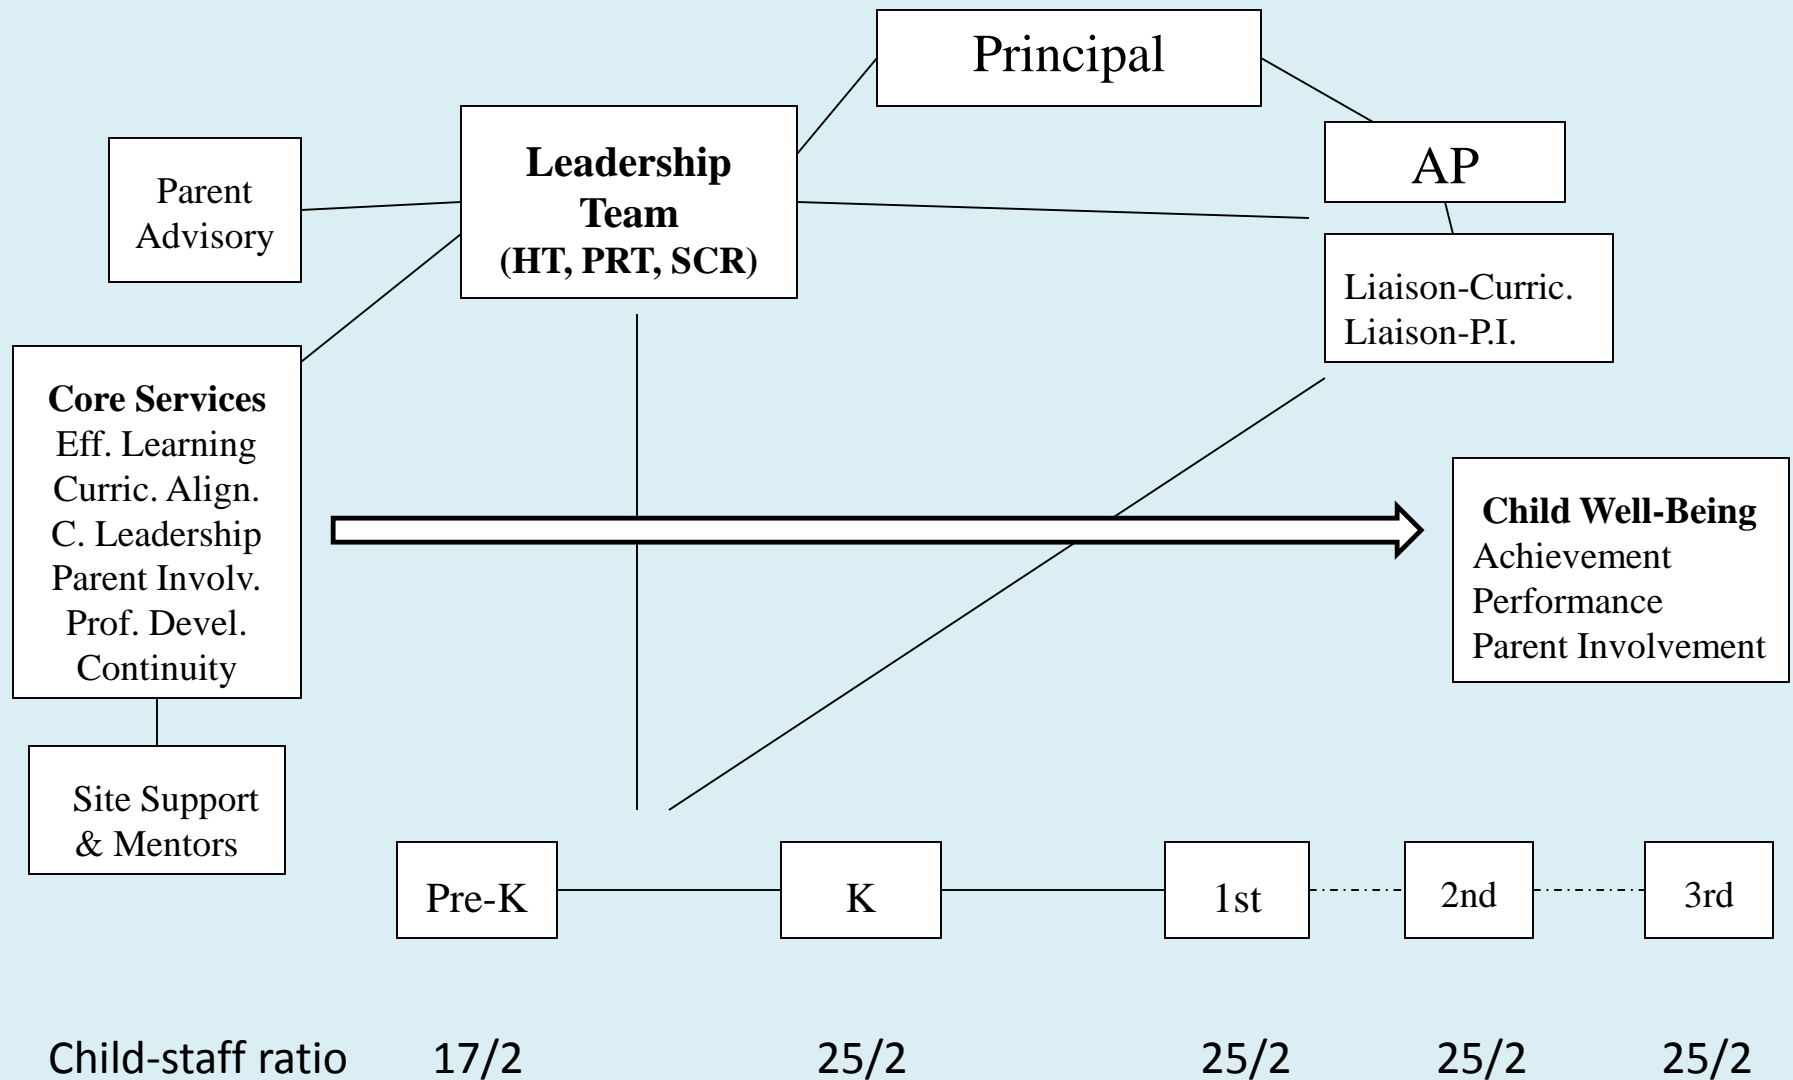 Principal
Leadership
Team
(HT, PRT, SCR)
AP
Parent
Advisory
Liaison-Curric.
Liaison-P.I.
Core Services
Eff. Learning
Curric. Align.
C. Leadership
Parent Involv.
Prof. Devel.
Continuity
Child Well-Being
Achievement
Performance
Parent Involvement
Site Support
& Mentors
Pre-K
K
1st
2nd
3rd
Child-staff ratio 17/2 25/2 25/2 25/2 25/2